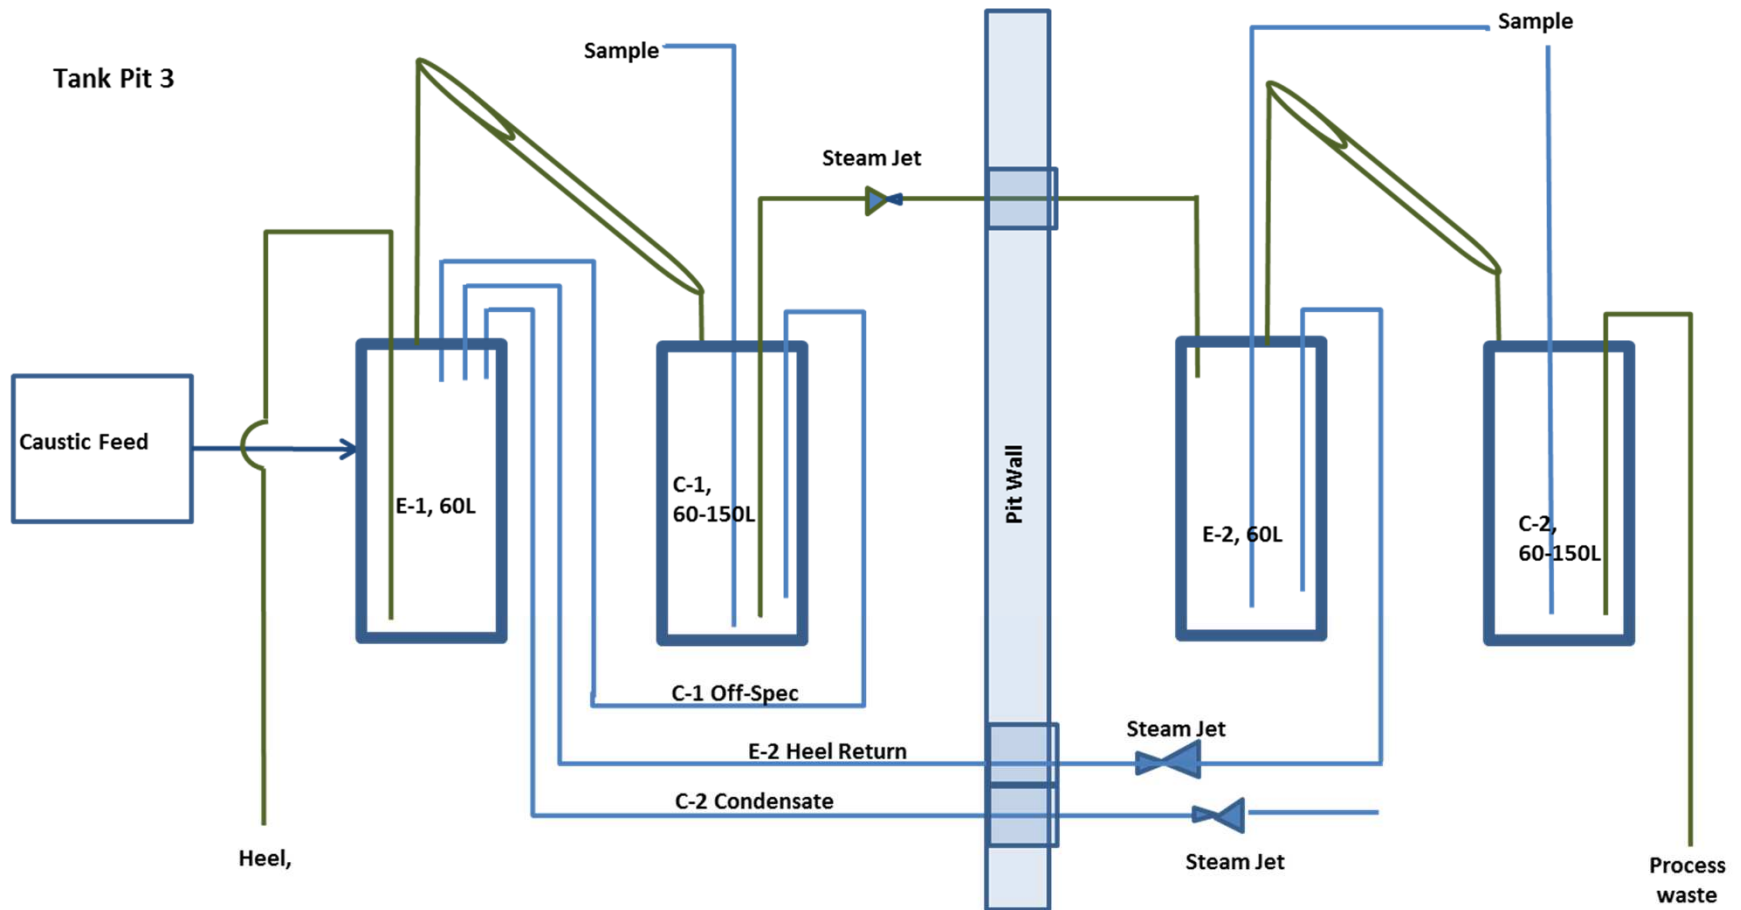 Tank Pit 3
Sample
Sample
Steam Jet
Caustic Feed
E-1, 60L
C-1,
60-150L
Pit Wall
E-2, 60L
C-2,
60-150L
C-1 Off-Spec
E-2 Heel Return
Steam Jet
C-2 Condensate
Steam Jet
Heel,
Process
waste